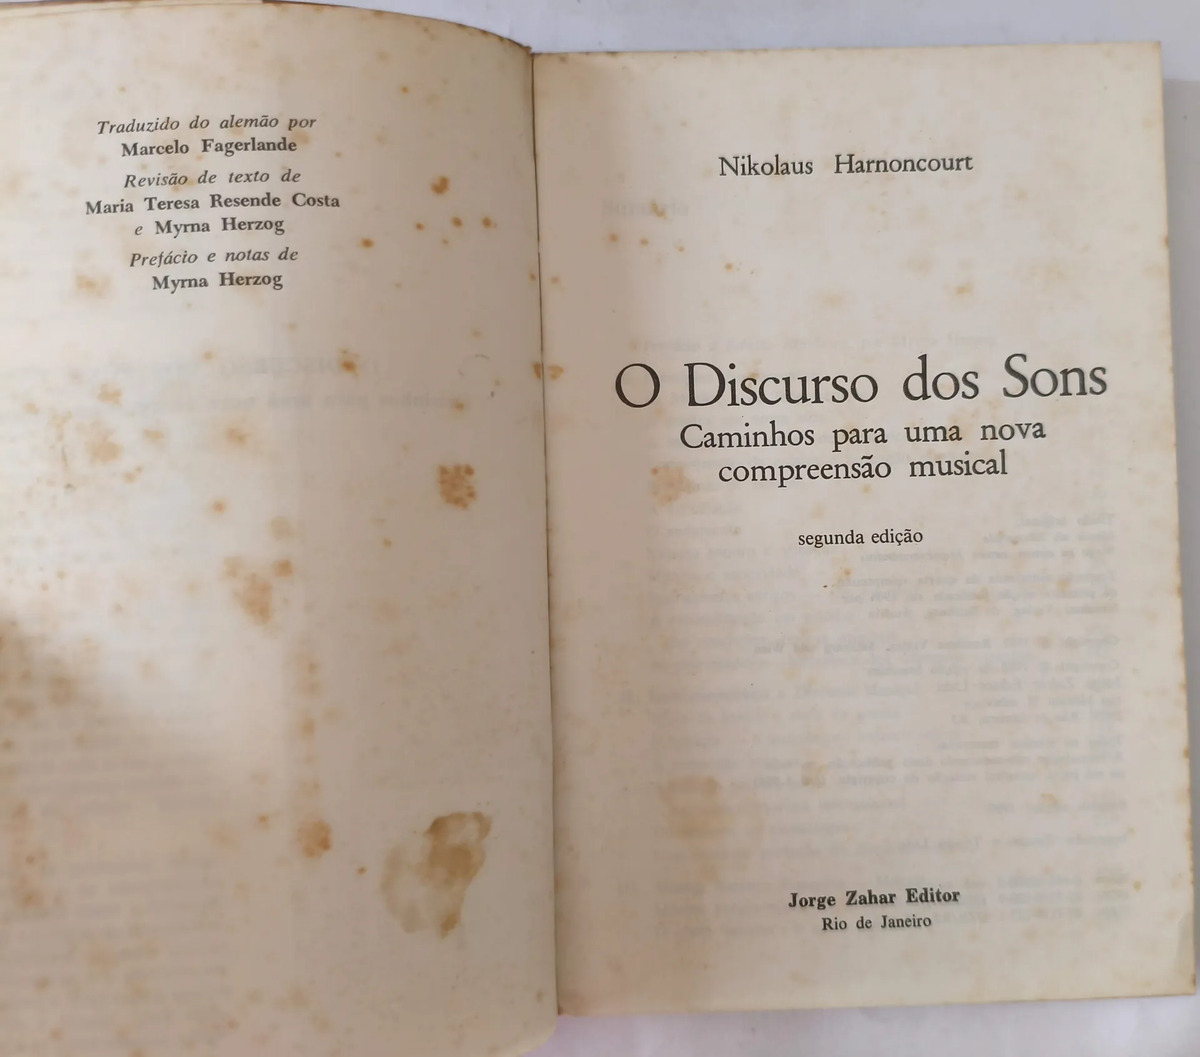 Traduzido do alemão por
Marcelo Fagerlande
Revisão de texto de
Maria Teresa Resende Costa
e Myrna Herzog
Prefácio e notas de
Myrna Herzog
Nikolaus Harnoncourt
O Discurso dos Sons
Caminhos para uma nova
compreensão musical
segunda edição
Jorge Zahar Editor
Rio de Janeiro